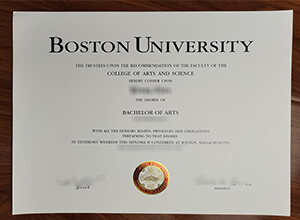 BOSTON UNIVERSITY
THE TRUSTEES UPON THE RECOMMENDATION OF THE FACULTY OF THE
COLLEGE OF ARTS AND SCIENCE
HEREBY CONFER UPON
THE DEGREE OF
BACHELOR OF ARTS
WITH ALL THE HONORS, RIGHTS, PRIVILEGES AND OBLIGATIONS
PERTAINING TO THAT DEGREE
IN TESTIMONY WHEREOF THIS DIPLOMA IS CONFERRED AT BOSTON, MASSACHUSETTS,